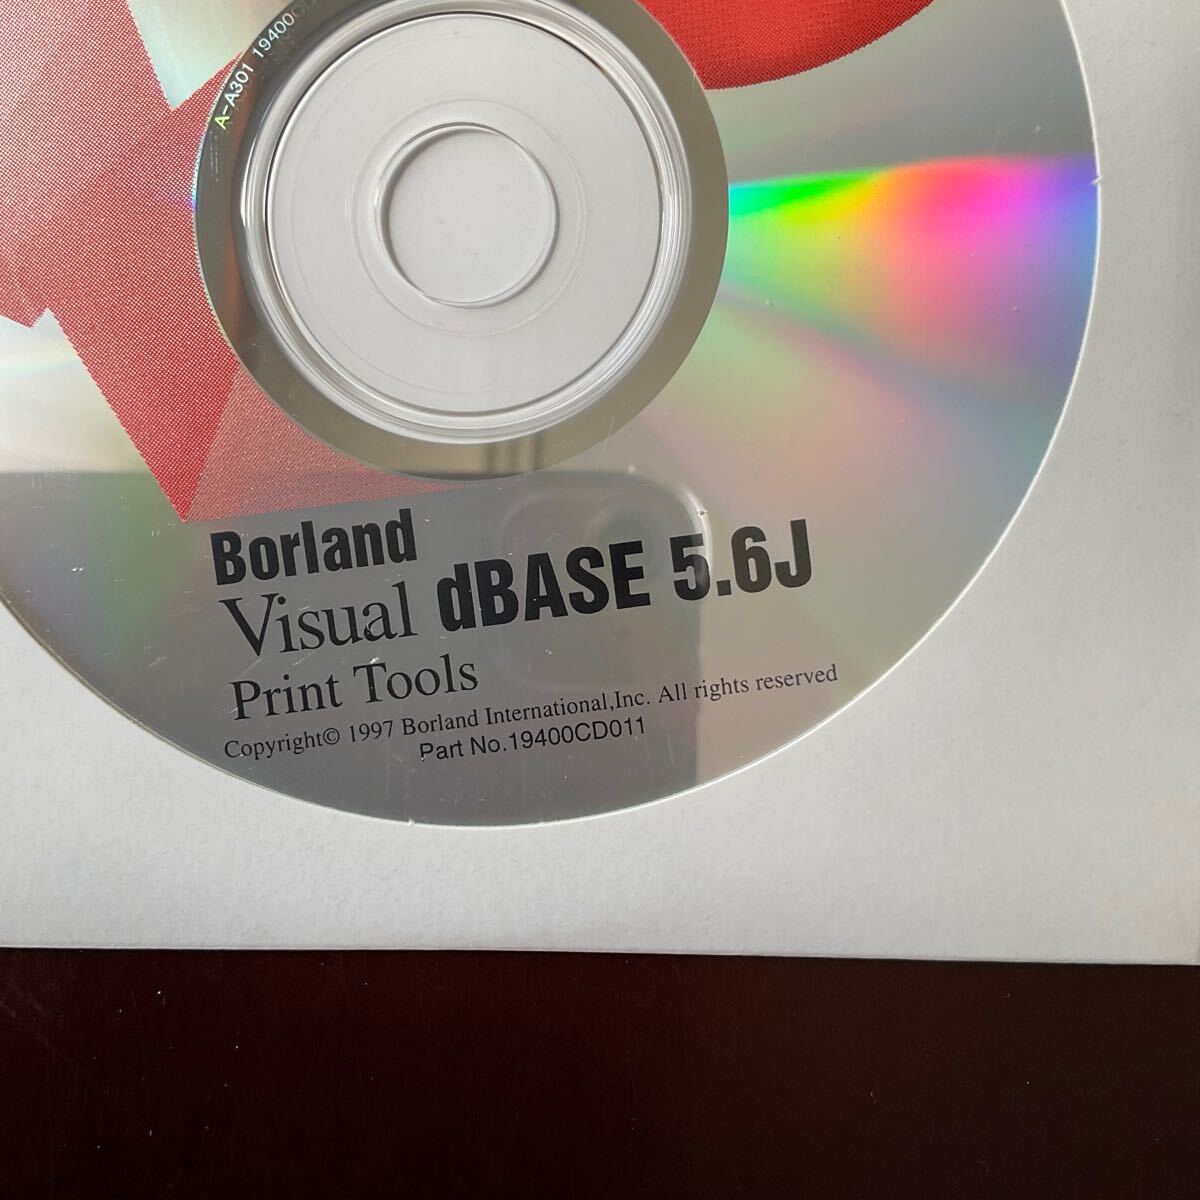 A-A301 19400CD
Borland
Visual dBASE 5.6J
Print Tools
Copyright© 1997 Borland International,Inc. All rights reserved
Part No.19400CD011